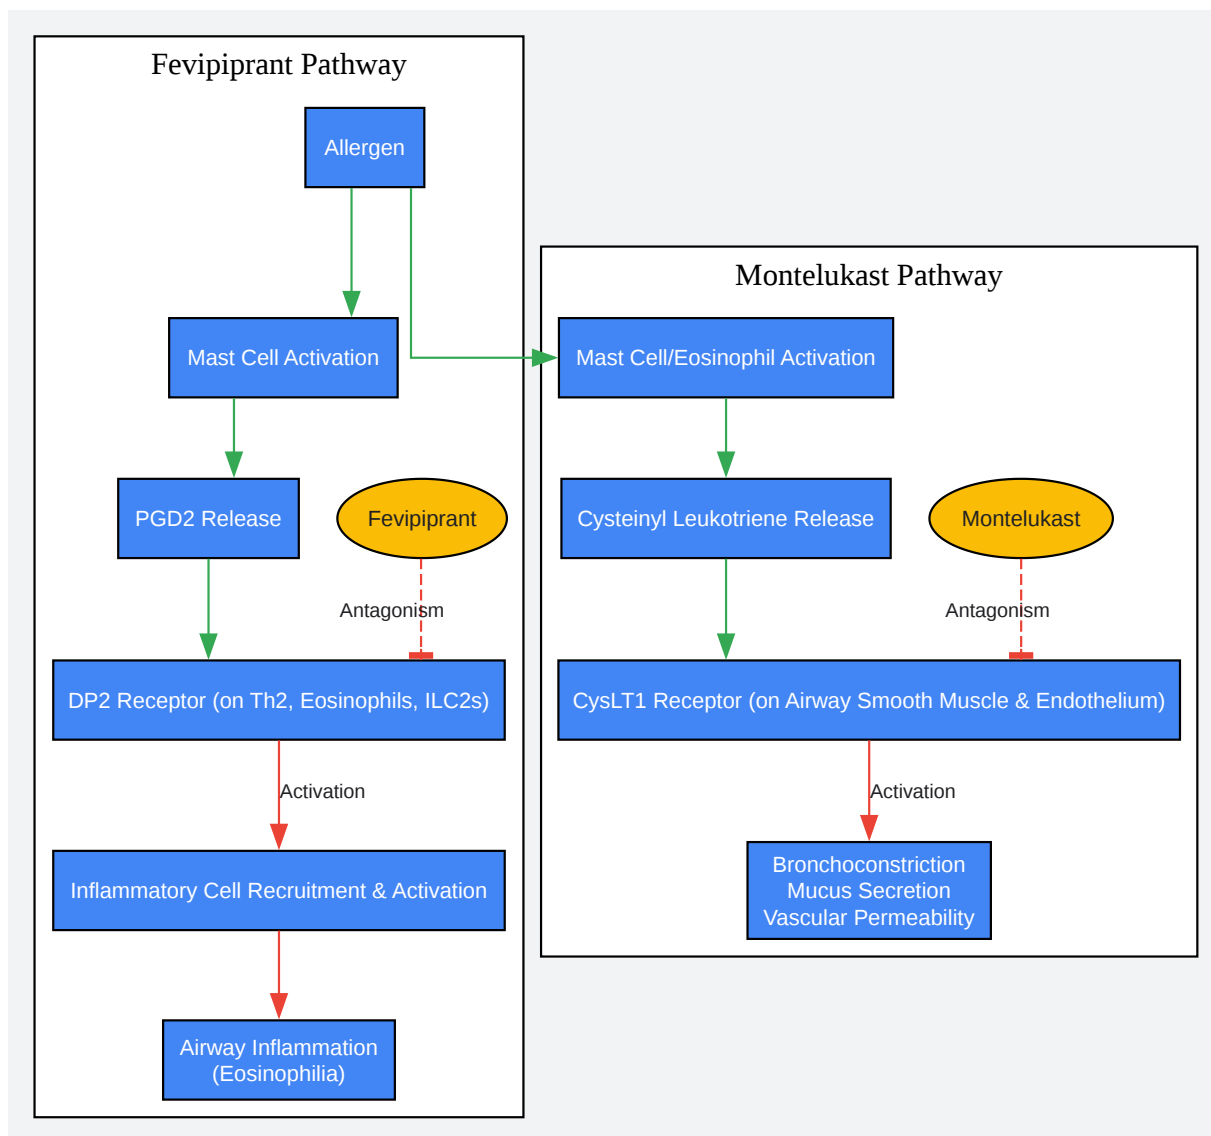 Fevipiprant Pathway
Allergen
Mast Cell Activation
PGD2 Release
Fevipiprant
Antagonism
DP2 Receptor (on Th2, Eosinophils, ILC2s)
Activation
Inflammatory Cell Recruitment & Activation
Airway Inflammation
(Eosinophilia)
Montelukast Pathway
Mast Cell/Eosinophil Activation
Cysteinyl Leukotriene Release
Montelukast
Antagonism
CysLT1 Receptor (on Airway Smooth Muscle & Endothelium)
Activation
Bronchoconstriction
Mucus Secretion
Vascular Permeability